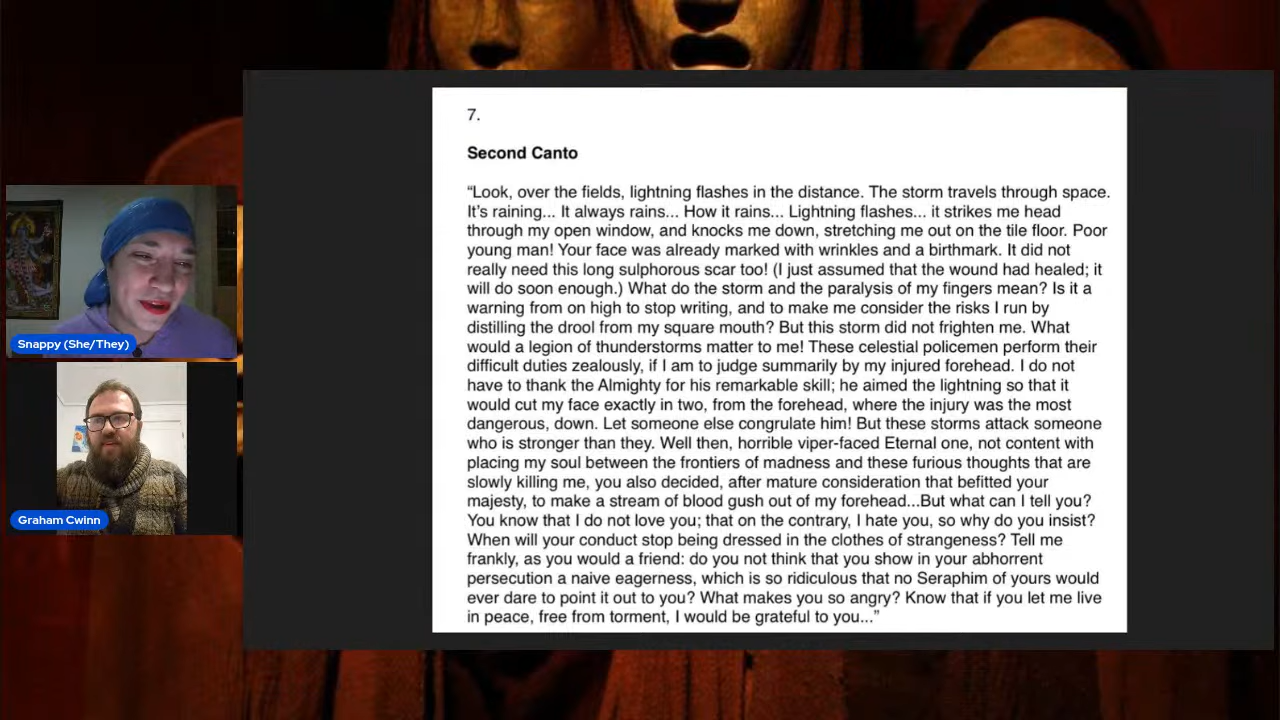 7.
Second Canto
“Look, over the fields, lightning flashes in the distance. The storm travels through space.
It’s raining... It always rains... How it rains... Lightning flashes... it strikes me head
through my open window, and knocks me down, stretching me out on the tile floor. Poor
young man! Your face was already marked with wrinkles and a birthmark. It did not
really need this long sulphorous scar too! (I just assumed that the wound had healed; it
will do soon enough.) What do the storm and the paralysis of my fingers mean? Is it a
warning from on high to stop writing, and to make me consider the risks I run by
distilling the drool from my square mouth? But this storm did not frighten me. What
would a legion of thunderstorms matter to me! These celestial policemen perform their
difficult duties zealously, if I am to judge summarily by my injured forehead. I do not
have to thank the Almighty for his remarkable skill; he aimed the lightning so that it
would cut my face exactly in two, from the forehead, where the injury was the most
dangerous, down. Let someone else congrulate him! But these storms attack someone
who is stronger than they. Well then, horrible viper-faced Eternal one, not content with
placing my soul between the frontiers of madness and these furious thoughts that are
slowly killing me, you also decided, after mature consideration that befitted your
majesty, to make a stream of blood gush out of my forehead...But what can I tell you?
You know that I do not love you; that on the contrary, I hate you, so why do you insist?
When will your conduct stop being dressed in the clothes of strangeness? Tell me
frankly, as you would a friend: do you not think that you show in your abhorrent
persecution a naive eagerness, which is so ridiculous that no Seraphim of yours would
ever dare to point it out to you? What makes you so angry? Know that if you let me live
in peace, free from torment, I would be grateful to you...”
Snappy (She/They)
Graham Cwinn